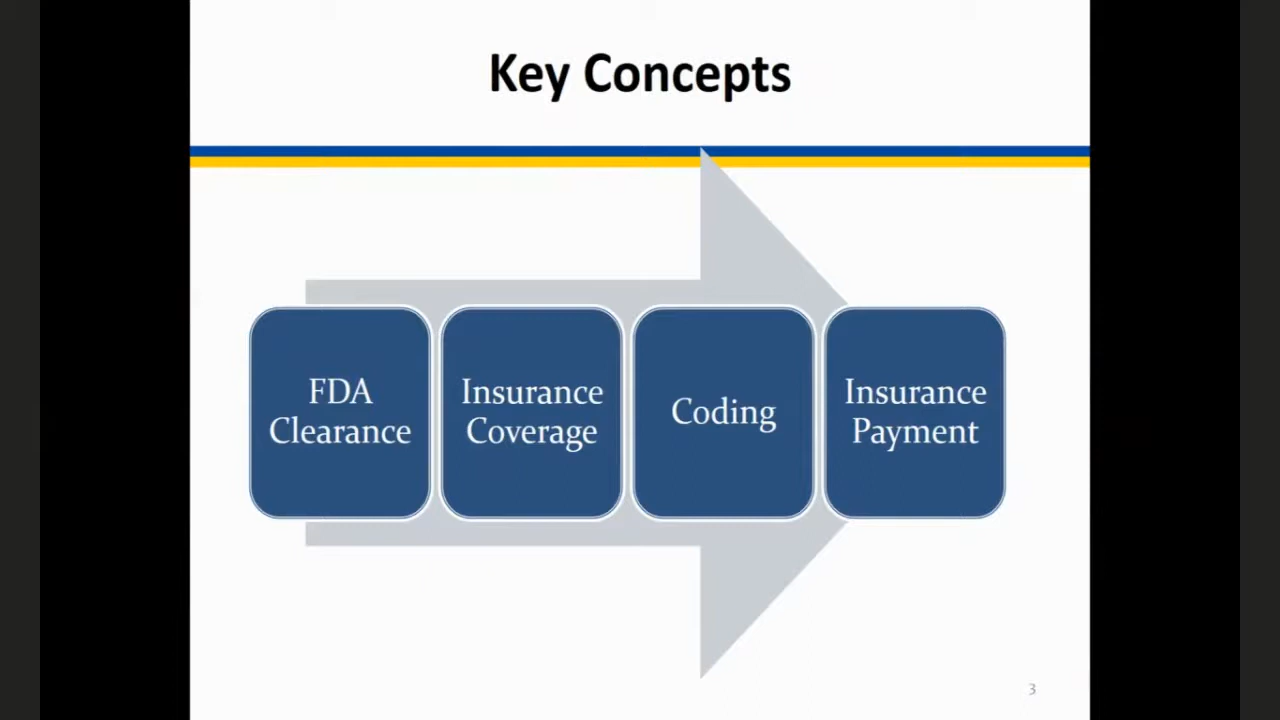 Key Concepts
FDA
Clearance
Insurance
Coverage
Coding
Insurance
Payment
3